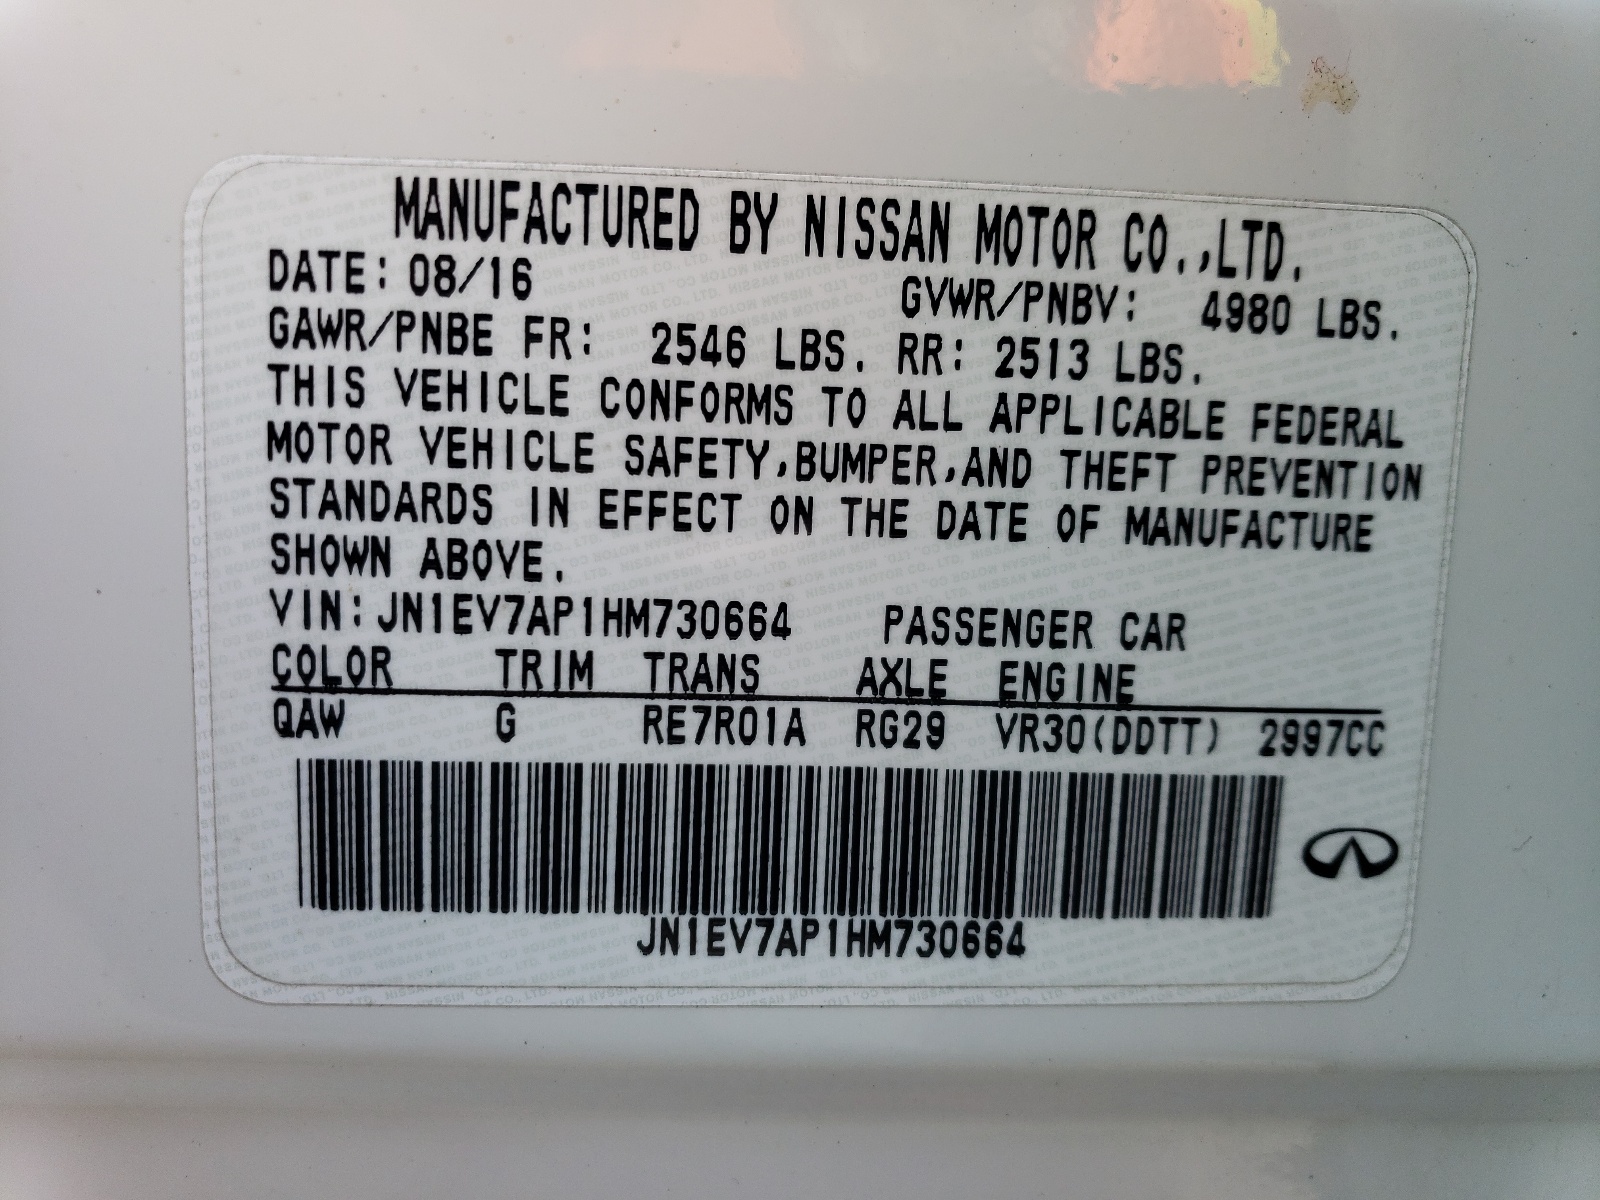 MANUFACTURED BY NISSAN MOTOR CO.,LTD.
DATE: 08/16 GVWR/PNBV: 4980 LBS.
GAWR/PNBE FR: 2546 LBS. RR: 2513 LBS.
THIS VEHICLE CONFORMS TO ALL APPLICABLE FEDERAL
MOTOR VEHICLE SAFETY,BUMPER,AND THEFT PREVENTION
STANDARDS IN EFFECT ON THE DATE OF MANUFACTURE
SHOWN ABOVE.
VIN:JN1EV7AP1HM730664 PASSENGER CAR
COLOR TRIM TRANS AXLE ENGINE
QAW G RE7R01A RG29 VR30(DDTT) 2997CC
JN1EV7AP1HM730664